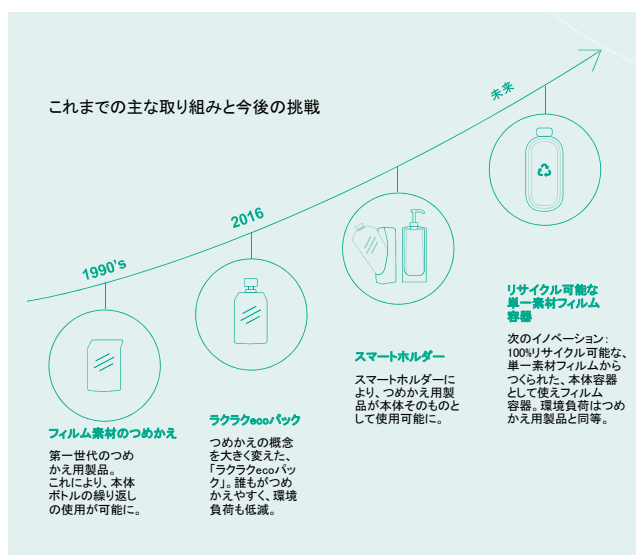 これまでの主な取り組みと今後の挑戦
1990's
フィルム素材のつめかえ
第一世代のつめ
かえ用製品。
これにより、本体
ボトルの繰り返し
の使用が可能に。
2016
ラクラクecoパック
つめかえの概念
を大きく変えた、
「ラクラクecoパッ
ク」。誰もがつめ
かえやすく、環境
負荷も低減。
スマートホルダー
スマートホルダーに
より、つめかえ用製
品が本体そのものと
して使用可能に。
未来
リサイクル可能な
単一素材フィルム
容器
次のイノベーション:
100%リサイクル可能な、
単一素材フィルムから
つくられた、本体容器
として使えフィルム
容器。環境負荷はつめ
かえ用製品と同等。